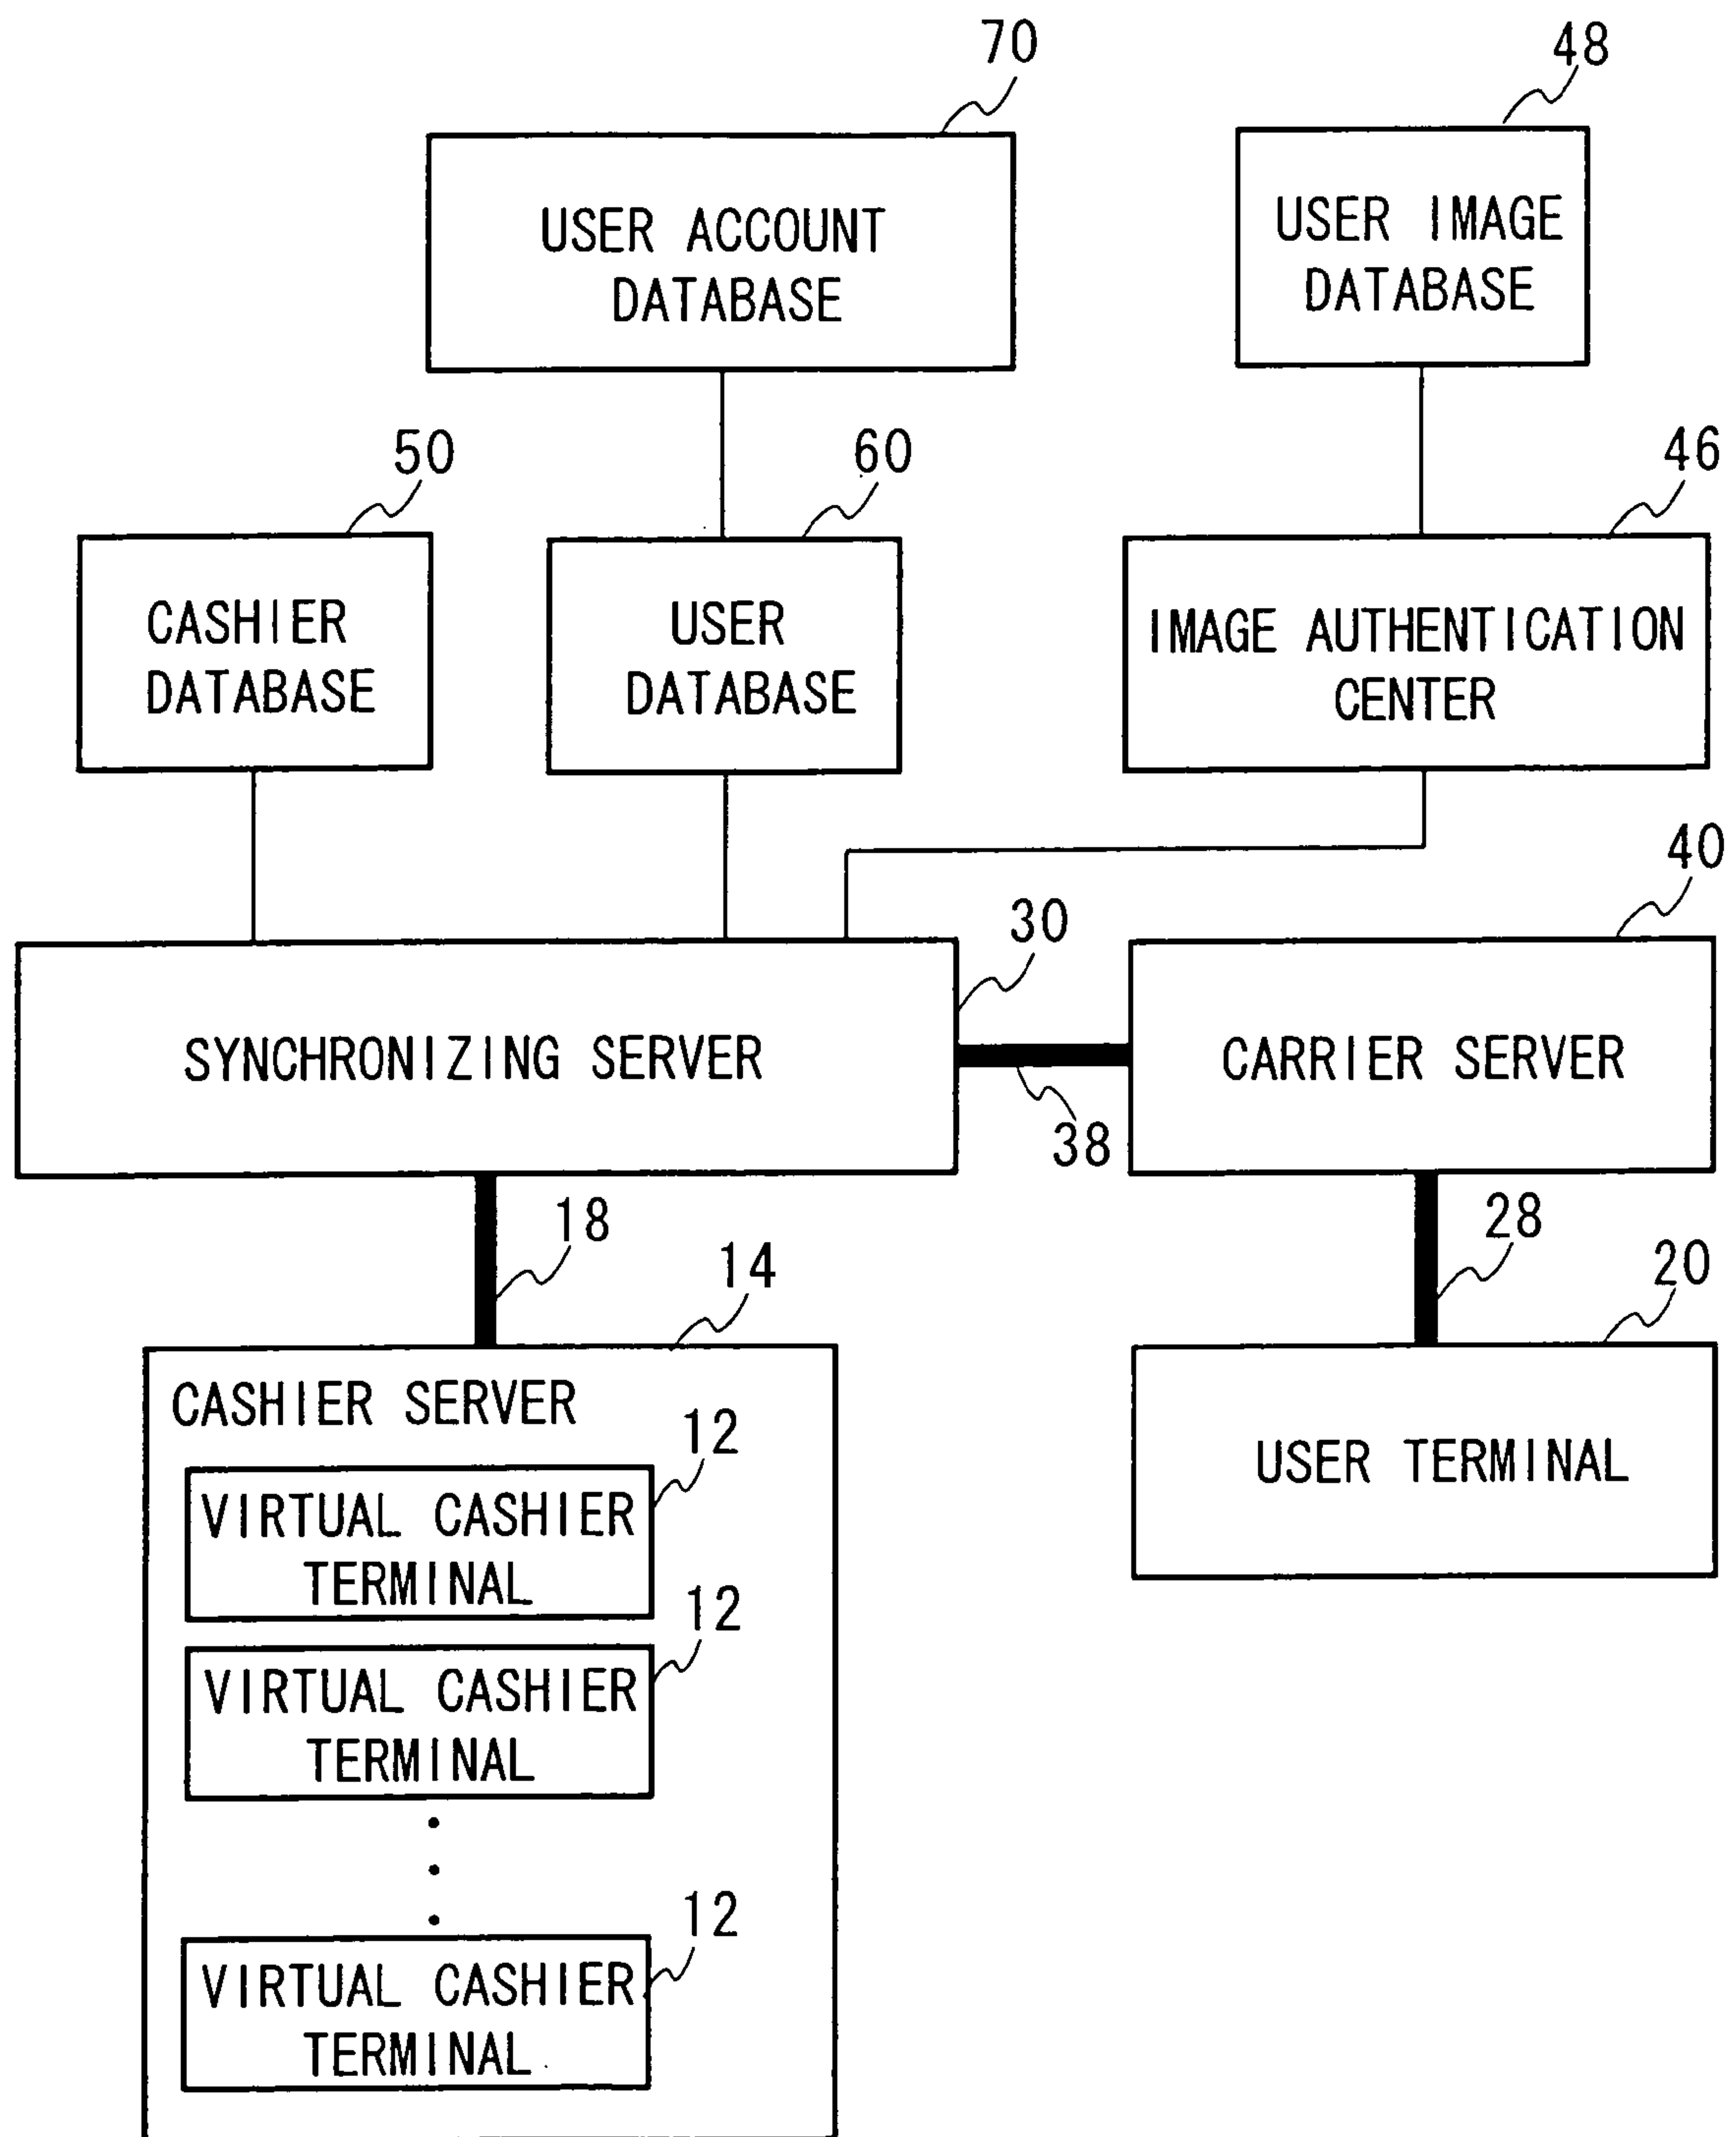 70
48
USER ACCOUNT
DATABASE
USER IMAGE
DATABASE
50
60
46
CASHIER
DATABASE
USER
DATABASE
IMAGE AUTHENTICATION
CENTER
40
30
SYNCHRONIZING SERVER
CARRIER SERVER
38
18
28
14
20
CASHIER SERVER
12
VIRTUAL CASHIER
TERMINAL
USER TERMINAL
12
VIRTUAL CASHIER
TERMINAL
12
VIRTUAL CASHIER
TERMINAL